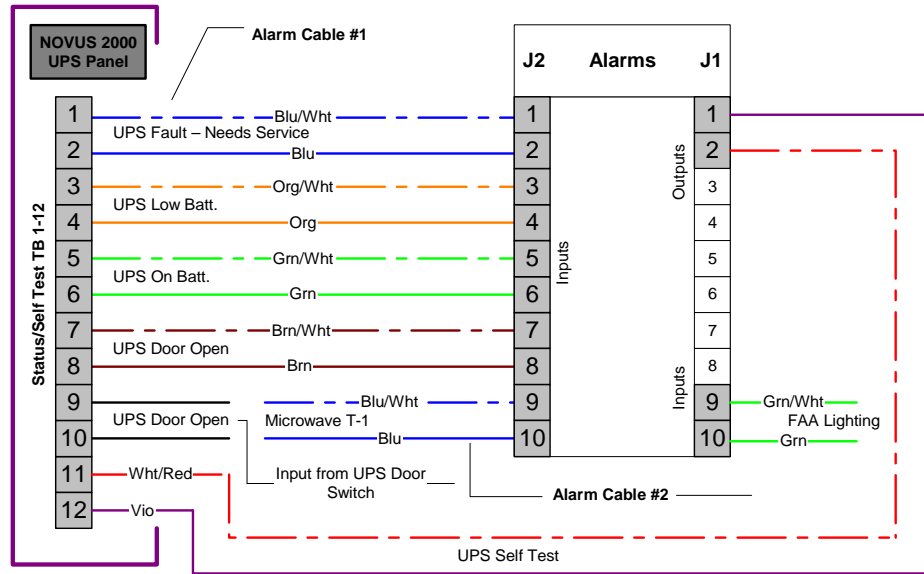 NOVUS 2000
UPS Panel
Alarm Cable #1
J2 Alarms J1
Status/Self Test TB 1-12
1 Blu/Wht 1 1
UPS Fault – Needs Service
2 Blu 2 2
Outputs
3 Org/Wht 3 3
UPS Low Batt.
4 Org 4 4
5 Grn/Wht 5 5
Inputs
UPS On Batt.
6 Grn 6 6
7 Brn/Wht 7 7
UPS Door Open
8 Brn 8 8
Inputs
9 Blu/Wht 9 9 Grn/Wht
UPS Door Open Microwave T-1 FAA Lighting
10 Blu 10 10 Grn
11 Wht/Red
Input from UPS Door
Switch
Alarm Cable #2
12 Vio
UPS Self Test